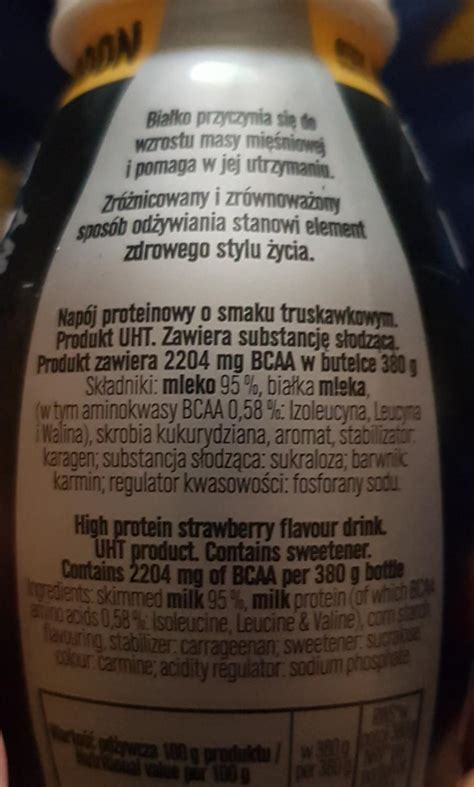 Białko przyczynia się do
wzrostu masy mięśniowej
i pomaga w jej utrzymaniu.
Zróżnicowany i zrównoważony
sposób odżywiania stanowi element
zdrowego stylu życia.
Napój proteinowy o smaku truskawkowym.
Produkt UHT. Zawiera substancję słodzącą.
Produkt zawiera 2204 mg BCAA w butelce 380 g
Składniki: mleko 95 %, białka mleka,
(w tym aminokwasy BCAA 0,58 %: Izoleucyna, Leucyna
i Walina), skrobia kukurydziana, aromat, stabilizator:
karagen; substancja słodząca: sukraloza; barwnik:
karmin; regulator kwasowości: fosforany sodu.
High protein strawberry flavour drink.
UHT product. Contains sweetener.
Contains 2204 mg of BCAA per 380 g bottle
Ingredients: skimmed milk 95 %, milk protein (of which BCAA
amino acids 0,58 %: Isoleucine, Leucine & Valine), corn starch,
flavouring, stabilizer: carrageenan; sweetener: sucralose;
colour: carmine; acidity regulator: sodium phosphate.
Wartość odżywcza 100 g produktu /
nutritional value per 100 g
w 380 g
per 380 g